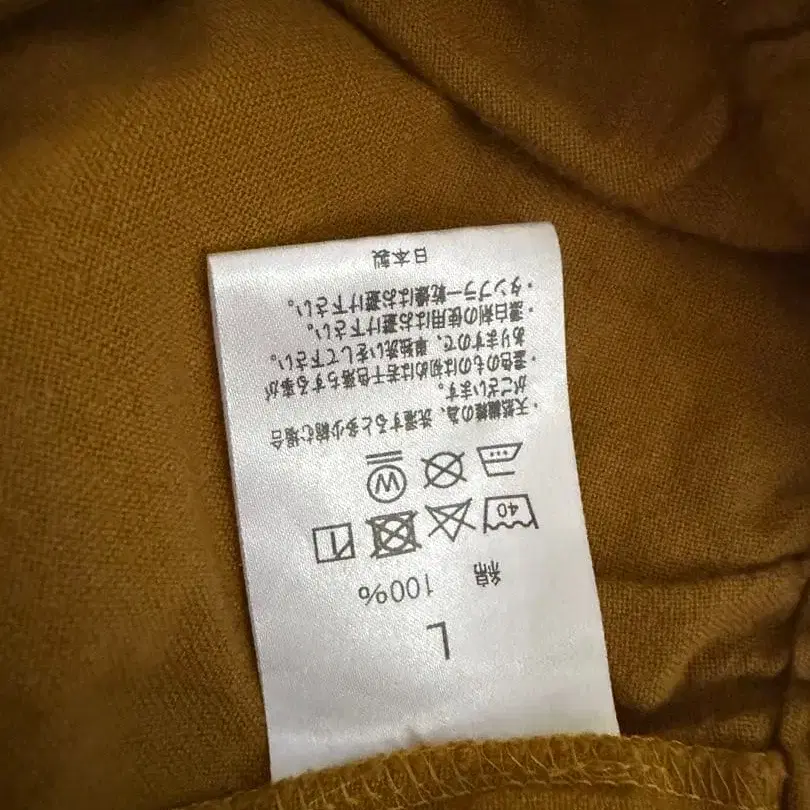 L
綿 100%
40
W
・天然繊維の為、洗濯すると多少縮む場合
がございます。
・濃色のものは初めは若干色落ちする事が
ありますので、単独洗いをして下さい。
・漂白剤の使用はお避け下さい。
・タンブラー乾燥はお避け下さい。
日本製